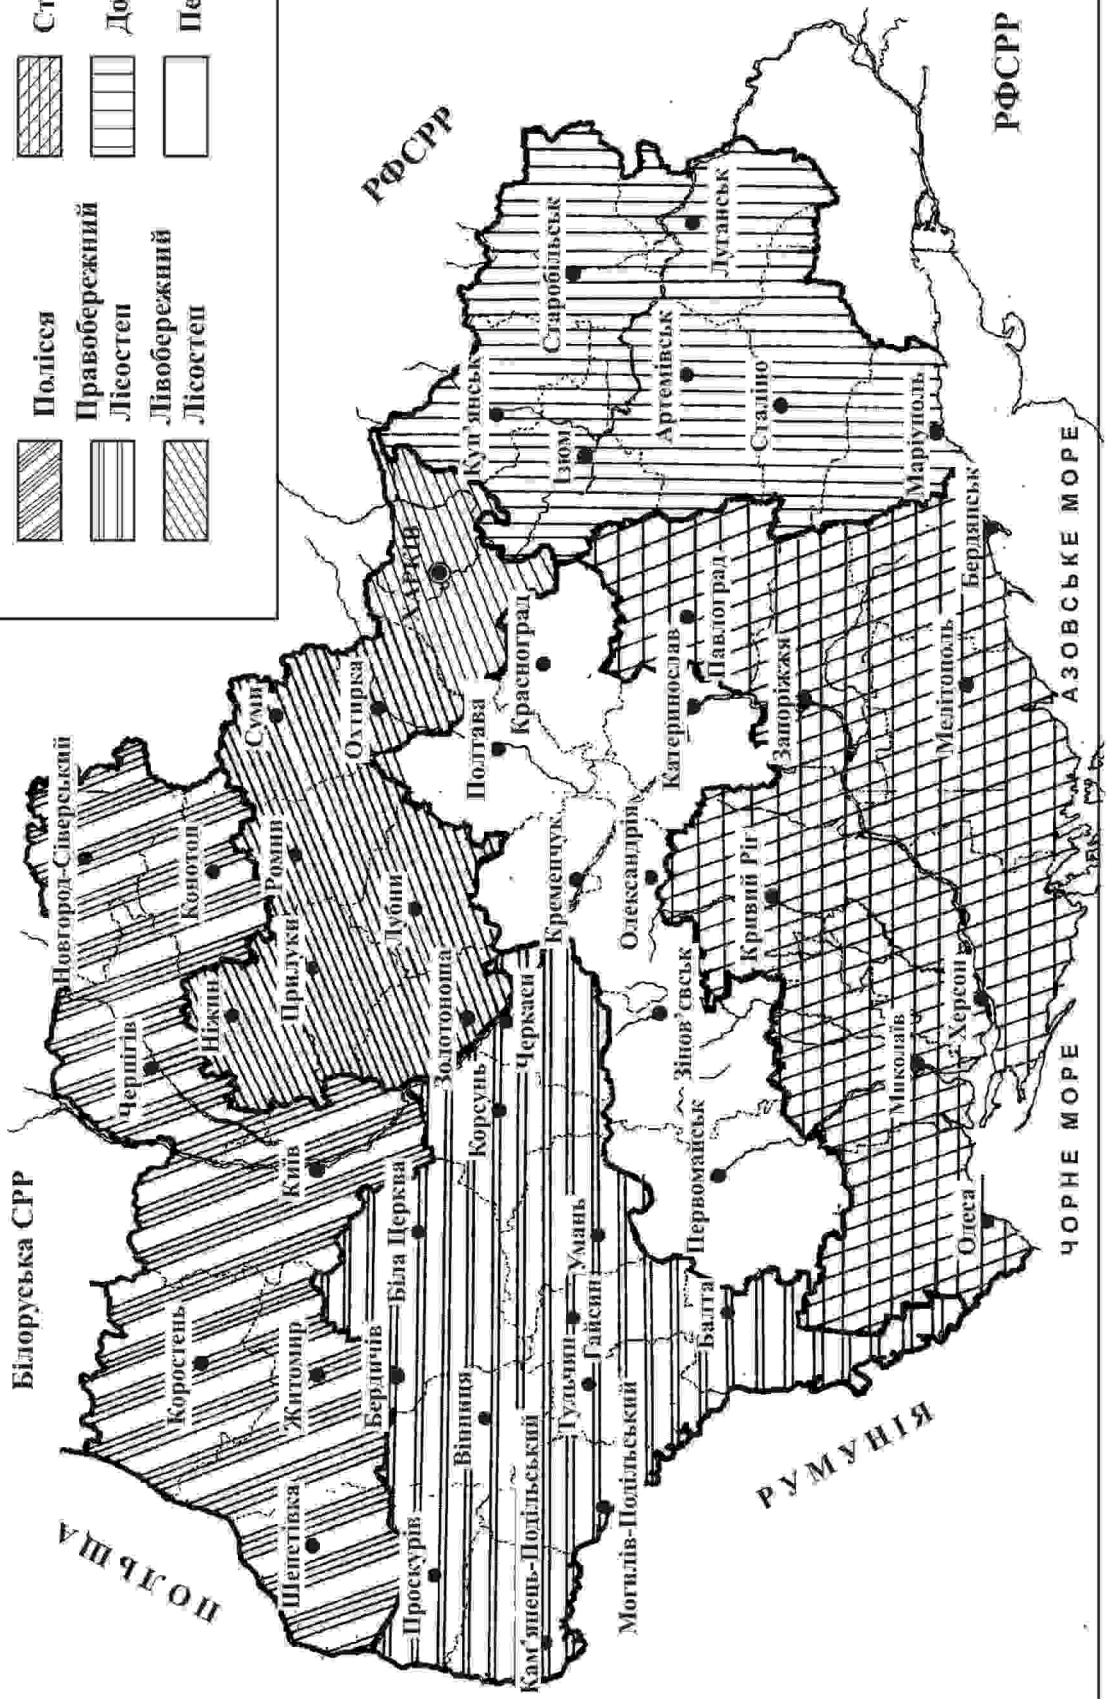 Полісся
Правобережний
Лісостеп
Лівобережний
Лісостеп
Ст
До
Пе
Білоруська СРР
ПОЛЬЩА
РУМУНІЯ
РФСРР
РФСРР
ЧОРНЕ МОРЕ
АЗОВСЬКЕ МОРЕ
Новгород-Сіверський
Чернігів
Конотоп
Ніжин
Прилуки
Ромни
Суми
Охтирка
ХАРКІВ
Лубни
Золотоноша
Коростень
Київ
Житомир
Шепетівка
Бердичів
Біла Церква
Проскурів
Вінниця
Корсунь
Черкаси
Кам'янець-Подільський
Тульчин
Гайсин
Умань
Могилів-Подільський
Балта
Первомайськ
Зінов'євськ
Кременчук
Олександрія
Полтава
Красноград
Катеринослав
Павлоград
Запоріжжя
Кривий Ріг
Миколаїв
Херсон
Одеса
Мелітополь
Бердянськ
Маріуполь
Сталіно
Артемівськ
Луганськ
Старобільськ
Куп'янськ
Ізюм